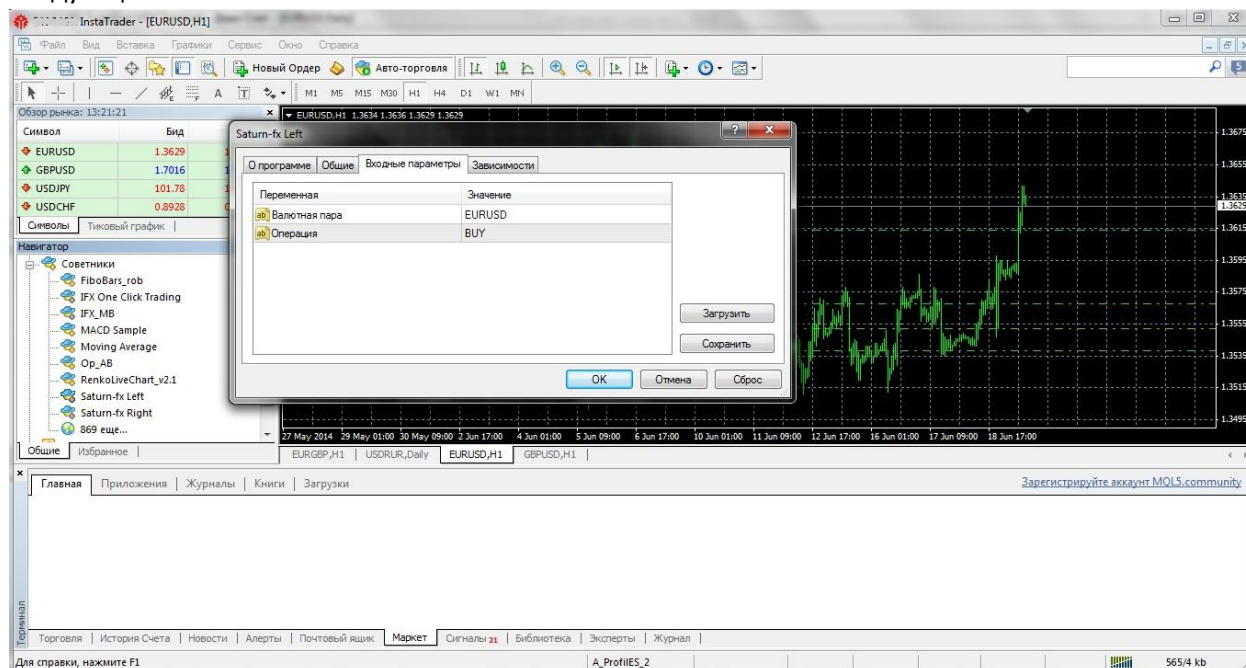 InstaTrader - [EURUSD,H1]
Файл Вид Вставка Графики Сервис Окно Справка
Новый Ордер Авто-торговля
5
A T M1 M5 M15 M30 H1 H4 D1 W1 MN
Обзор рынка: 13:21:21
Символ Бид
EURUSD 1.3629
GBPUSD 1.7016
USDJPY 101.78
USDCHF 0.8928
Символы Тиковый график
Навигатор
Советники
FiboBars_rob
IFX One Click Trading
IFX_MB
MACD Sample
Moving Average
Op_AB
RenkoLiveChart_v2.1
Saturn-fx Left
Saturn-fx Right
869 еще...
Общие Избранное
EURUSD,H1 1.3634 1.3636 1.3629 1.3629
Saturn-fx Left
О программе Общие Входные параметры Зависимости
Переменная Значение
Валютная пара EURUSD
Операция BUY
Загрузить
Сохранить
OK Отмена Сброс
1.3675
1.3655
1.3635
1.3629
1.3615
1.3595
1.3575
1.3555
1.3535
1.3515
1.3495
27 May 2014 29 May 01:00 30 May 09:00 2 Jun 17:00 4 Jun 01:00 5 Jun 09:00 6 Jun 17:00 10 Jun 01:00 11 Jun 09:00 12 Jun 17:00 16 Jun 01:00 17 Jun 09:00 18 Jun 17:00
EURGBP,H1 USDRUR,Daily EURUSD,H1 GBPUSD,H1
Главная Приложения Журналы Книги Загрузки
Зарегистрируйте аккаунт MQL5.community
Терминал
Торговля История Счета Новости Алерты Почтовый ящик Маркет Сигналы 21 Библиотека Эксперты Журнал
Для справки, нажмите F1 A_ProfilES_2 565/4 kb